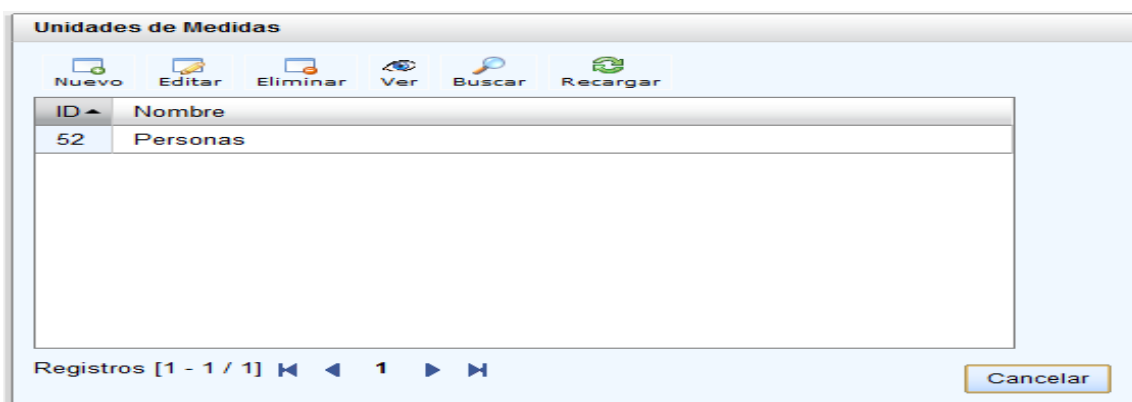 Unidades de Medidas
Nuevo Editar Eliminar Ver Buscar Recargar
ID Nombre
52 Personas
Registros [1 - 1 / 1] 1
Cancelar